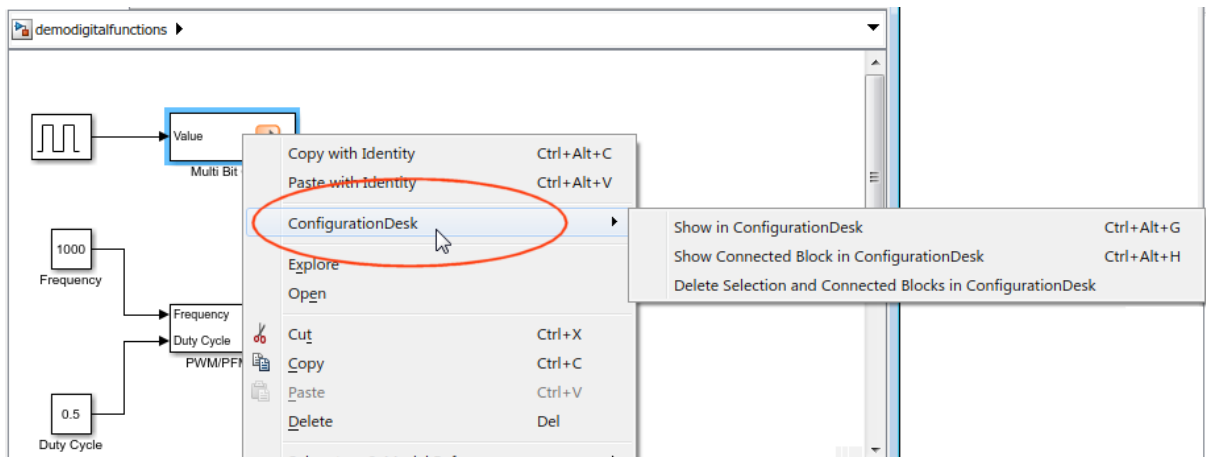 demodigitalfunctions
Value
Multi Bit
Copy with Identity Ctrl+Alt+C
Paste with Identity Ctrl+Alt+V
ConfigurationDesk
Show in ConfigurationDesk Ctrl+Alt+G
Show Connected Block in ConfigurationDesk Ctrl+Alt+H
Delete Selection and Connected Blocks in ConfigurationDesk
1000
Frequency
Explore
Open
Frequency
Duty Cycle
PWM/PFM
Cut Ctrl+X
Copy Ctrl+C
Paste Ctrl+V
Delete Del
0.5
Duty Cycle